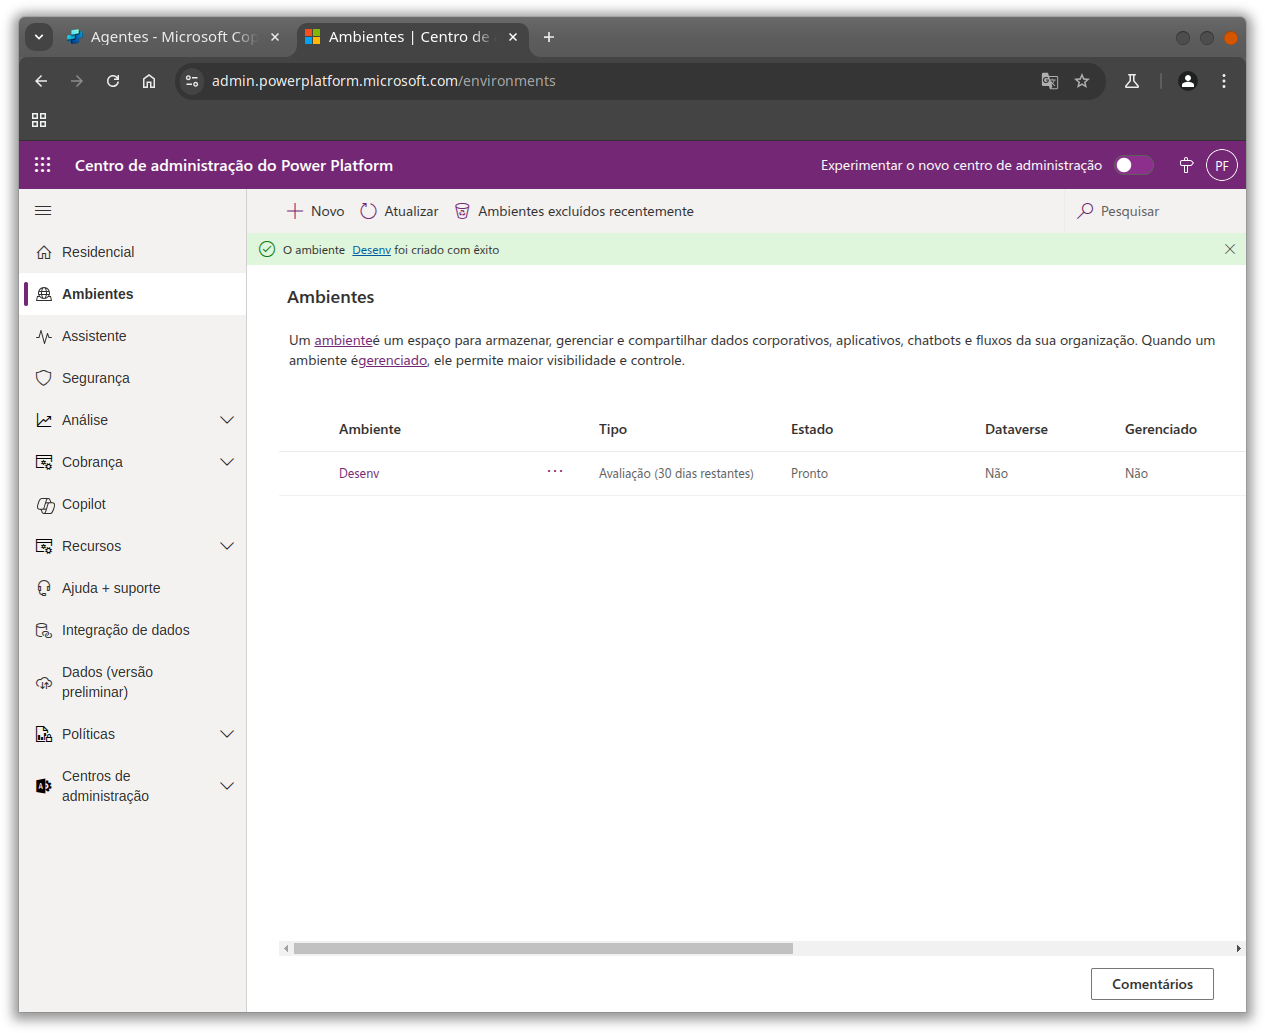 Agentes - Microsoft Cop
Ambientes | Centro de
admin.powerplatform.microsoft.com/environments
Centro de administração do Power Platform
Experimentar o novo centro de administração
PF
Novo
Atualizar
Ambientes excluídos recentemente
Pesquisar
O ambiente Desenv foi criado com êxito
Residencial
Ambientes
Assistente
Segurança
Análise
Cobrança
Copilot
Recursos
Ajuda + suporte
Integração de dados
Dados (versão
preliminar)
Políticas
Centros de
administração
Ambientes
Um ambienteé um espaço para armazenar, gerenciar e compartilhar dados corporativos, aplicativos, chatbots e fluxos da sua organização. Quando um
ambiente égerenciado, ele permite maior visibilidade e controle.
Ambiente Tipo Estado Dataverse Gerenciado
Desenv ... Avaliação (30 dias restantes) Pronto Não Não
Comentários